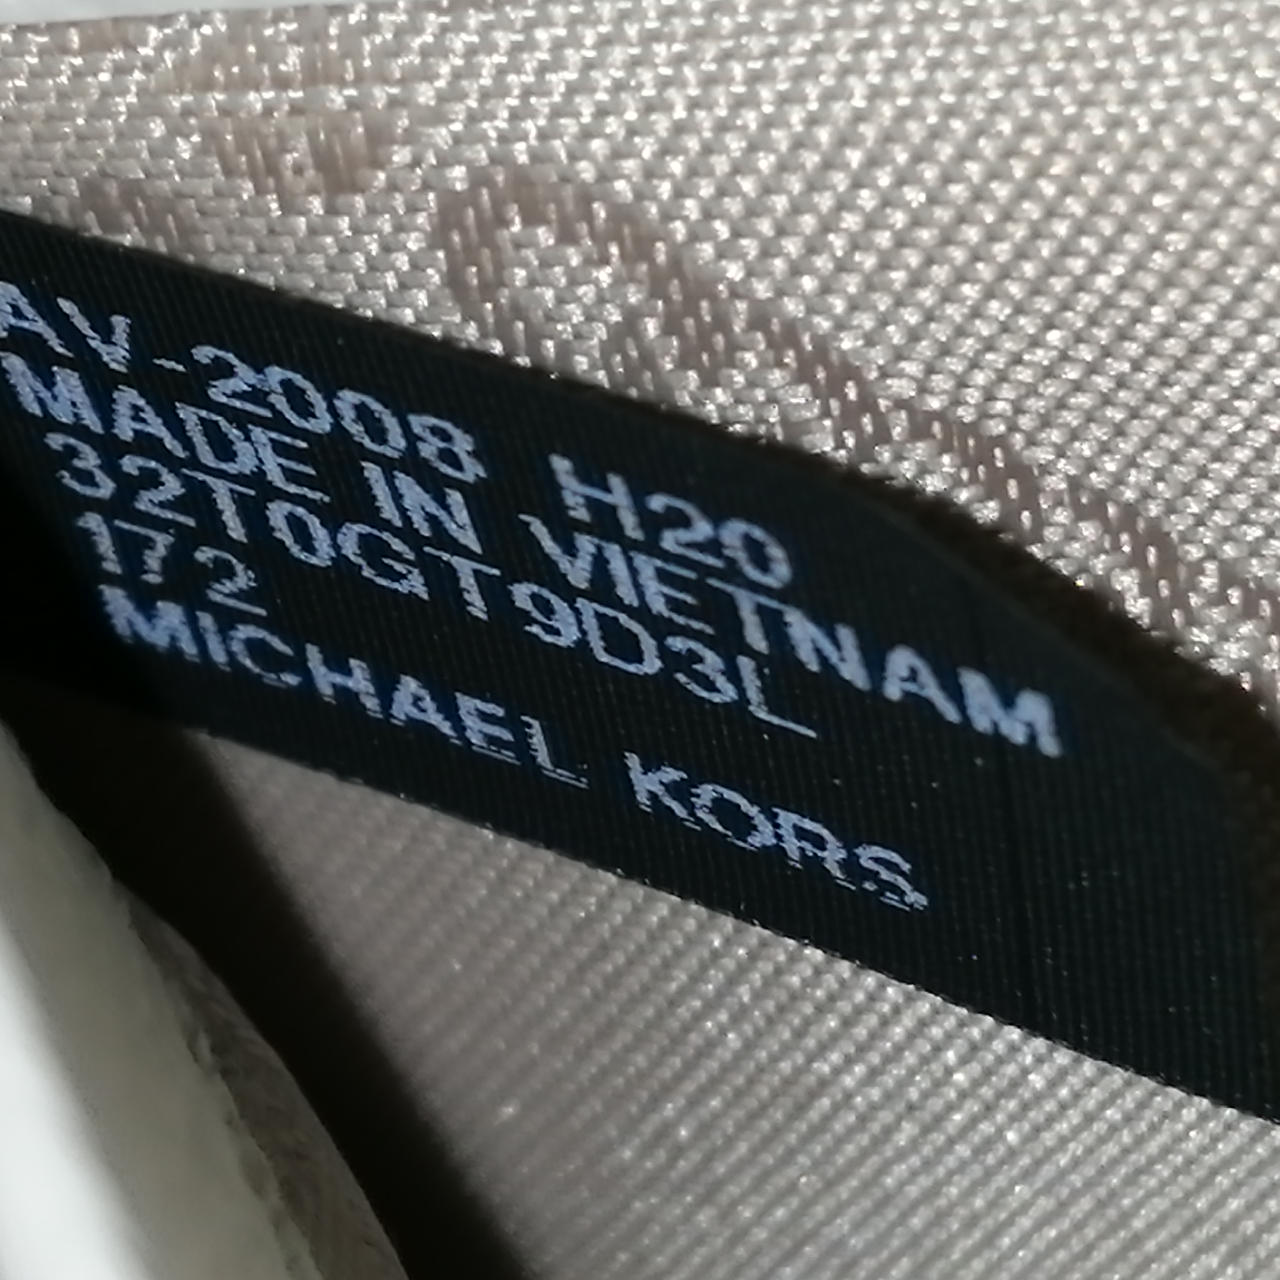 AV-2008 H20
MADE IN VIETNAM
32T0GT9D3L
172
MICHAEL KORS